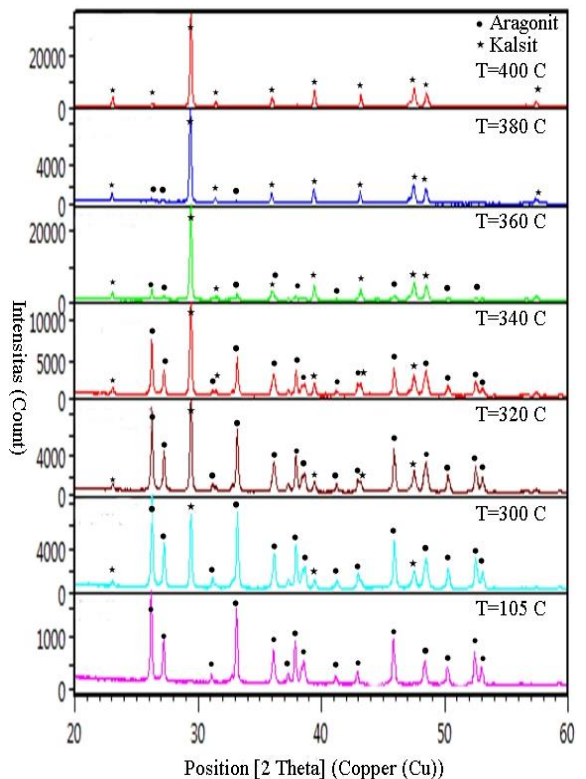 ● Aragonit
★ Kalsit
T=400 C
20000
0
T=380 C
4000
0
T=360 C
20000
0
T=340 C
10000
5000
0
T=320 C
4000
0
T=300 C
4000
0
T=105 C
1000
0
Intensitas (Count)
20 30 40 50 60
Position [2 Theta] (Copper (Cu))